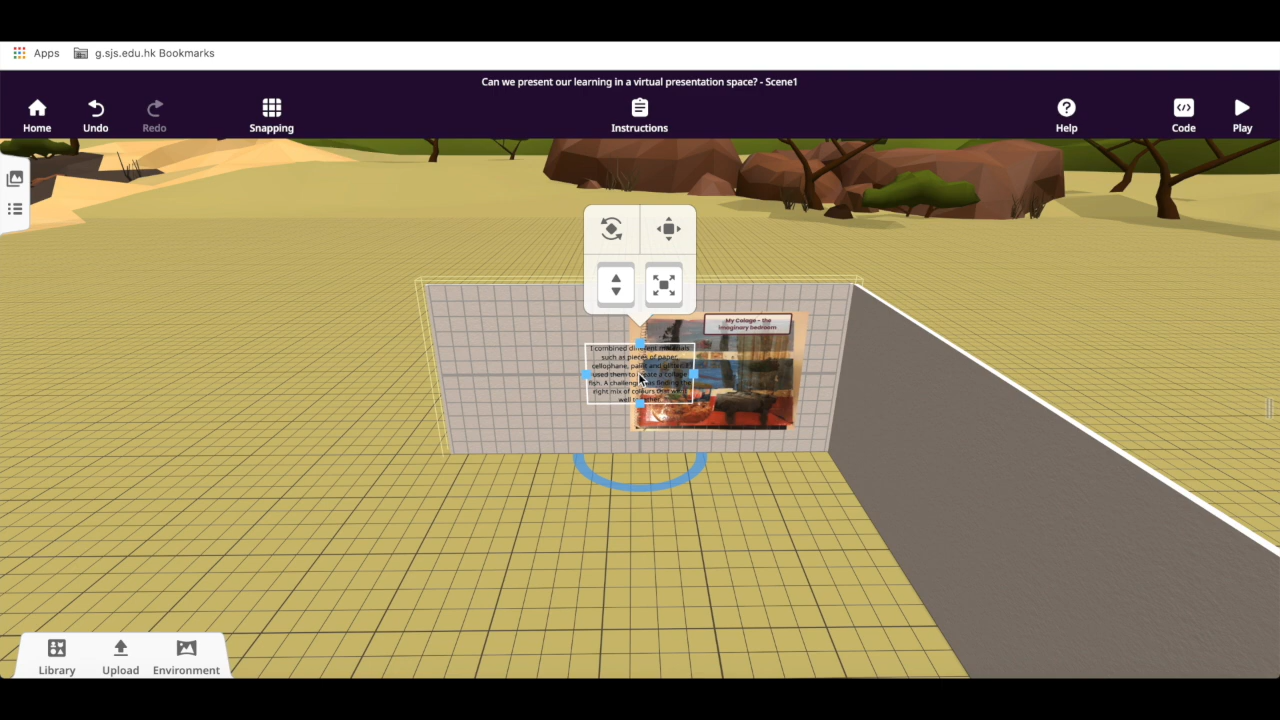 Apps
g.sjs.edu.hk Bookmarks
Can we present our learning in a virtual presentation space? - Scene1
Home
Undo
Redo
Snapping
Instructions
Help
Code
Play
My Colage - the
imaginary bedroom
I combined different materials
such as pieces of paper,
cellophane, paint and
used them to create a collage
fish. A challenge was finding the
right mix of colours that went
well together.
Library
Upload
Environment